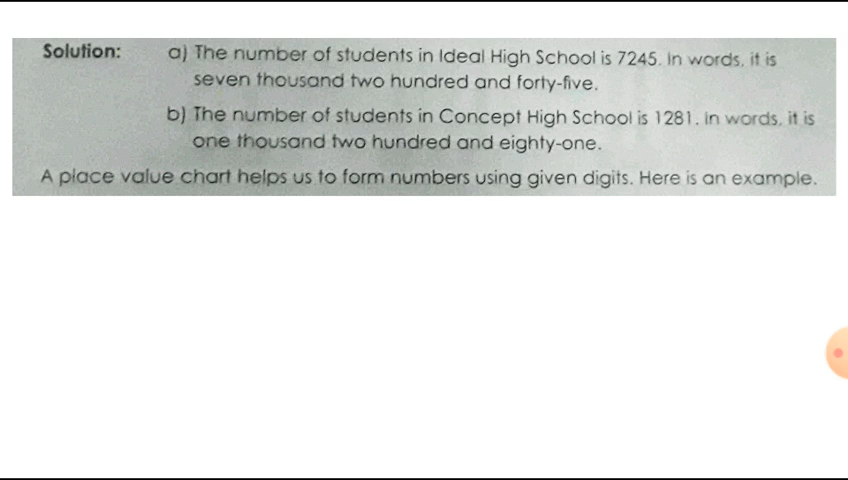 Solution: a) The number of students in Ideal High School is 7245. In words, it is
seven thousand two hundred and forty-five.
b) The number of students in Concept High School is 1281. In words, it is
one thousand two hundred and eighty-one.
A place value chart helps us to form numbers using given digits. Here is an example.